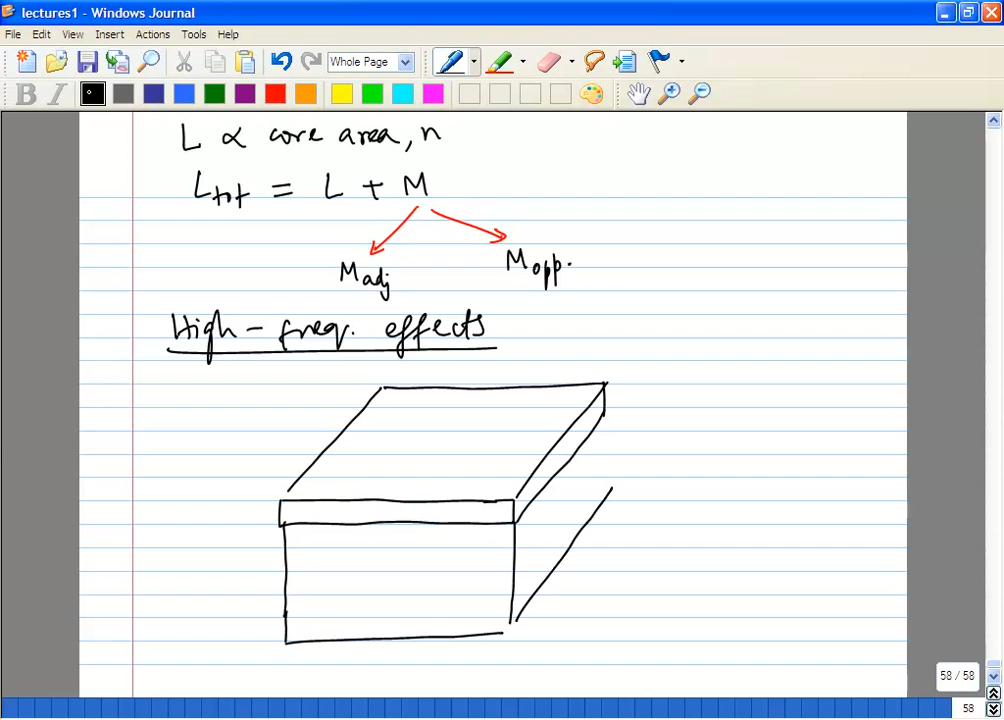 lectures1 - Windows Journal
File Edit View Insert Actions Tools Help
Whole Page
B I
L ∝ core area, n
Ltot = L + M
Madj Mopp.
High - freq. effects
58 / 58
58